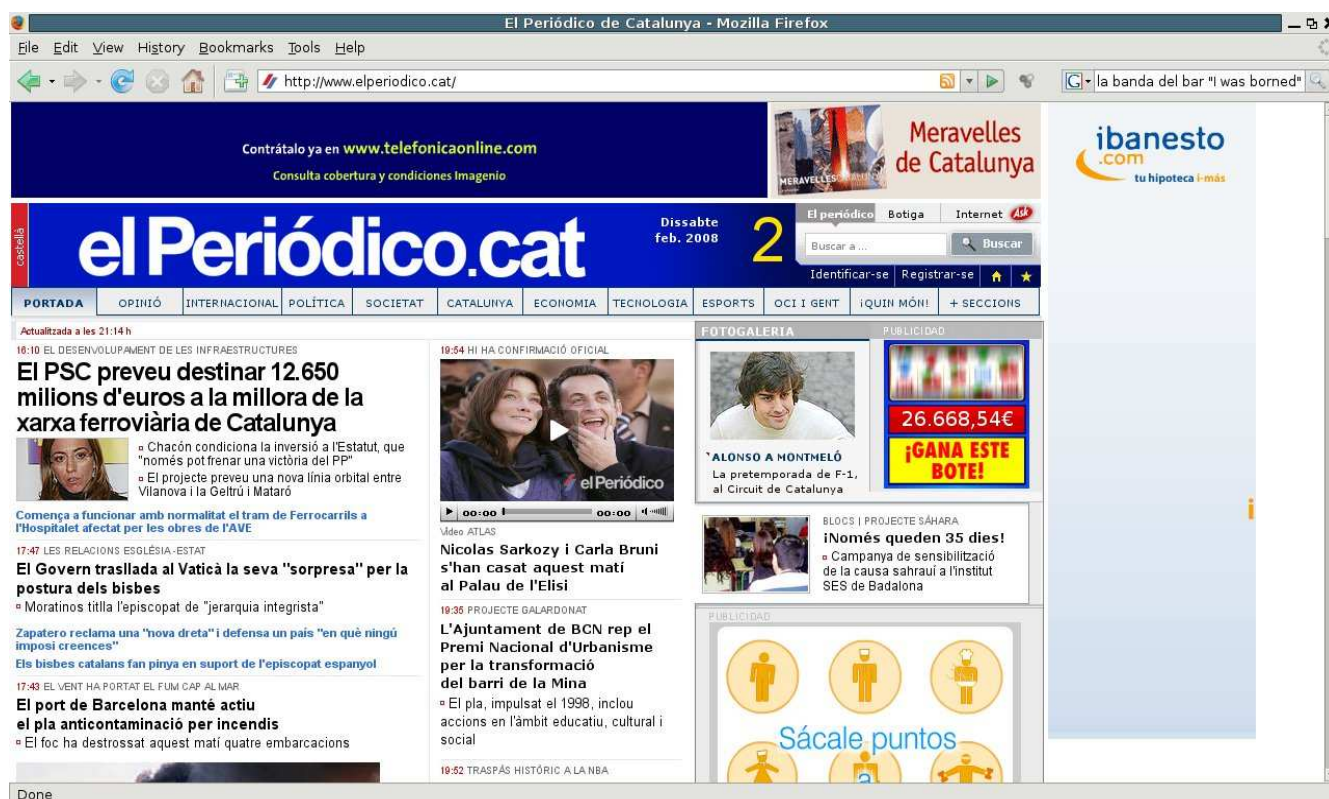 El Periódico de Catalunya - Mozilla Firefox
File Edit View History Bookmarks Tools Help
http://www.elperiodico.cat/
G
la banda del bar "I was borned"
Contrátalo ya en www.telefonicaonline.com
Consulta cobertura y condiciones Imagenio
Meravelles
de Catalunya
ibanesto
.com
tu hipoteca i-más
castellà
elPeriódico.cat
Dissabte
feb. 2008
2
El periódico Botiga Internet Ask
Buscar a ...
Buscar
Identificar-se Registrar-se
PORTADA OPINIÓ INTERNACIONAL POLÍTICA SOCIETAT CATALUNYA ECONOMIA TECNOLOGIA ESPORTS OCI I GENT ¡QUIN MÓN! + SECCIONS
Actualitzada a les 21:14 h
16:10 EL DESENVOLUPAMENT DE LES INFRAESTRUCTURES
El PSC preveu destinar 12.650
milions d'euros a la millora de la
xarxa ferroviària de Catalunya
Chacón condiciona la inversió a l'Estatut, que
"només pot frenar una victòria del PP"
El projecte preveu una nova línia orbital entre
Vilanova i la Geltrú i Mataró
Comença a funcionar amb normalitat el tram de Ferrocarrils a
l'Hospitalet afectat per les obres de l'AVE
17:47 LES RELACIONS ESGLÉSIA-ESTAT
El Govern trasllada al Vaticà la seva "sorpresa" per la
postura dels bisbes
Moratinos titlla l'episcopat de "jerarquia integrista"
Zapatero reclama una "nova dreta" i defensa un país "en què ningú
imposi creences"
Els bisbes catalans fan pinya en suport de l'episcopat espanyol
17:43 EL VENT HA PORTAT EL FUM CAP AL MAR
El port de Barcelona manté actiu
el pla anticontaminació per incendis
El foc ha destrossat aquest matí quatre embarcacions
19:54 HI HA CONFIRMACIÓ OFICIAL
elPeriódico
00:00 00:00
Vídeo ATLAS
Nicolas Sarkozy i Carla Bruni
s'han casat aquest matí
al Palau de l'Elisi
19:36 PROJECTE GALARDONAT
L'Ajuntament de BCN rep el
Premi Nacional d'Urbanisme
per la transformació
del barri de la Mina
El pla, impulsat el 1998, inclou
accions en l'àmbit educatiu, cultural i
social
19:52 TRASPÀS HISTÒRIC A LA NBA
FOTOGALERIA
ALONSO A MONTMELÓ
La pretemporada de F-1,
al Circuit de Catalunya
PUBLICIDAD
26.668,54€
¡GANA ESTE
BOTE!
BLOCS | PROJECTE SÀHARA
¡Només queden 35 dies!
Campanya de sensibilització
de la causa sahrauí a l'institut
SES de Badalona
PUBLICIDAD
Sácale puntos
a
i
Done